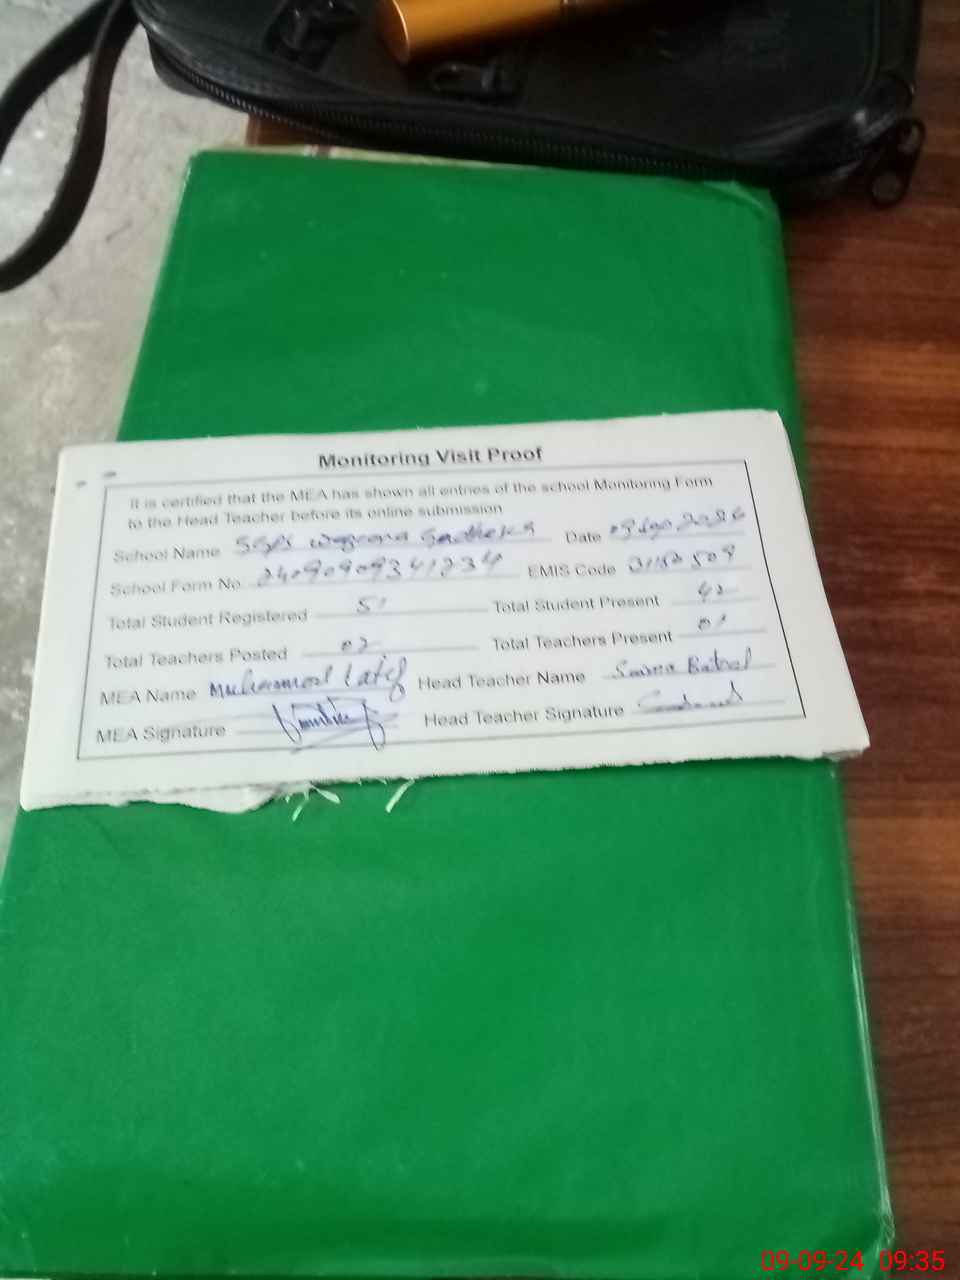 Monitoring Visit Proof
It is certified that the MEA has shown all entries of the school Monitoring Form
to the Head Teacher before its online submission
School Name Date
School Form No. 24090909341234 EMIS Code
Total Student Registered 51 Total Student Present 42
Total Teachers Posted 02 Total Teachers Present 01
MEA Name Muhammad Latif Head Teacher Name Batool
MEA Signature Head Teacher Signature
09-09-24 09:35